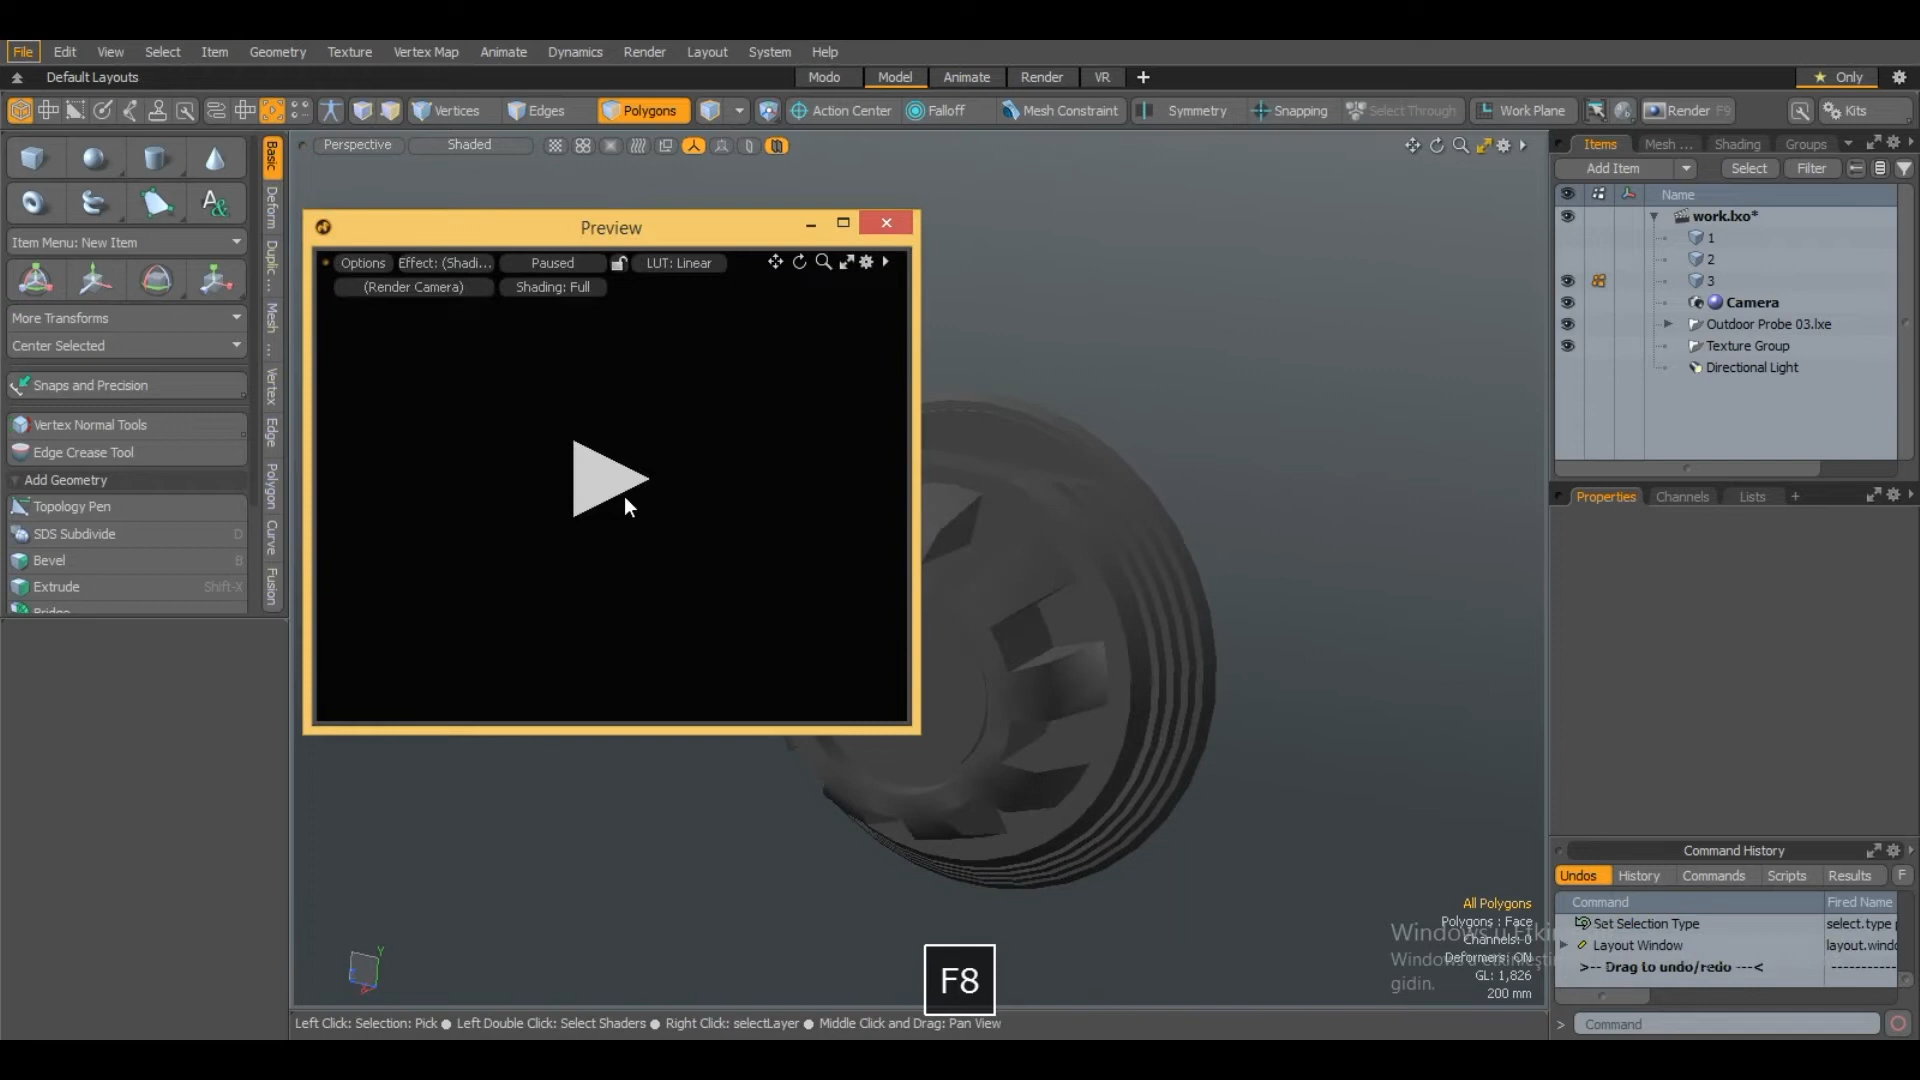 File Edit View Select Item Geometry Texture Vertex Map Animate Dynamics Render Layout System Help
Default Layouts
Modo Model Animate Render VR + Only
Vertices Edges Polygons Action Center Falloff Mesh Constraint Symmetry Snapping Select Through Work Plane Render F9 Kits
Perspective Shaded
Items Mesh ... Shading Groups
Add Item Select Filter
Name
work.lxo*
1
2
3
Camera
Outdoor Probe 03.lxe
Texture Group
Directional Light
Item Menu: New Item
More Transforms
Center Selected
Snaps and Precision
Vertex Normal Tools
Edge Crease Tool
Add Geometry
Topology Pen
SDS Subdivide D
Bevel B
Extrude Shift-X
Bridge
Basic
Deform
Duplic ...
Mesh ...
Vertex
Edge
Polygon
Curve
Fusion
Preview
Options Effect: (Shadi... Paused LUT: Linear
(Render Camera) Shading: Full
Properties Channels Lists +
Command History
Undos History Commands Scripts Results F
Command Fired Name
Set Selection Type select.type
Layout Window layout.windo
>-- Drag to undo/redo ---<
> Command
All Polygons
Polygons : Face
Channels: 0
Deformers: ON
GL: 1,826
200 mm
gidin.
F8
Left Click: Selection: Pick ● Left Double Click: Select Shaders ● Right Click: selectLayer ● Middle Click and Drag: Pan View